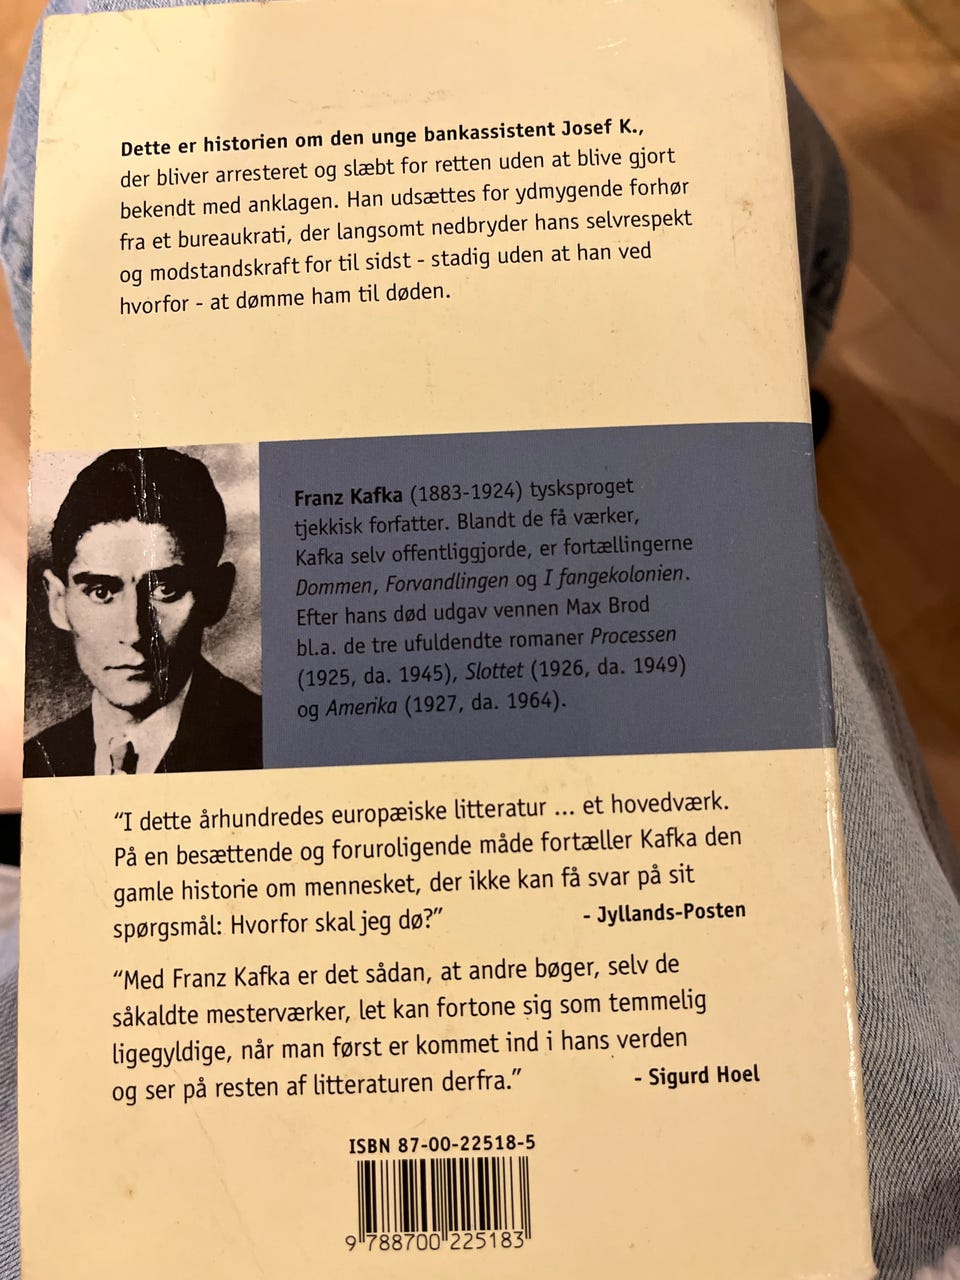 Dette er historien om den unge bankassistent Josef K.,
der bliver arresteret og slæbt for retten uden at blive gjort
bekendt med anklagen. Han udsættes for ydmygende forhør
fra et bureaukrati, der langsomt nedbryder hans selvrespekt
og modstandskraft for til sidst - stadig uden at han ved
hvorfor - at dømme ham til døden.
Franz Kafka (1883-1924) tysksproget
tjekkisk forfatter. Blandt de få værker,
Kafka selv offentliggjorde, er fortællingerne
Dommen, Forvandlingen og I fangekolonien.
Efter hans død udgav vennen Max Brod
bl.a. de tre ufuldendte romaner Processen
(1925, da. 1945), Slottet (1926, da. 1949)
og Amerika (1927, da. 1964).
“I dette århundredes europæiske litteratur ... et hovedværk.
På en besættende og foruroligende måde fortæller Kafka den
gamle historie om mennesket, der ikke kan få svar på sit
spørgsmål: Hvorfor skal jeg dø?” - Jyllands-Posten
“Med Franz Kafka er det sådan, at andre bøger, selv de
såkaldte mesterværker, let kan fortone sig som temmelig
ligegyldige, når man først er kommet ind i hans verden
og ser på resten af litteraturen derfra.” - Sigurd Hoel
ISBN 87-00-22518-5
9 788700 225183